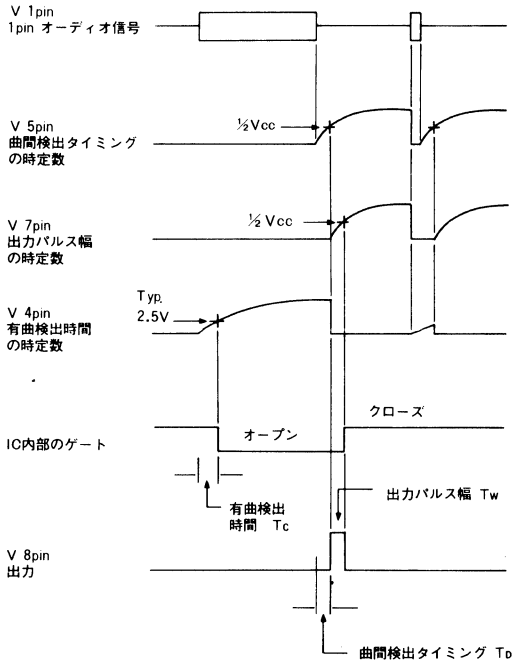 V 1pin
1pin オーディオ信号
V 5pin
曲間検出タイミング
の時定数
½Vcc
V 7pin
出力パルス幅
の時定数
½Vcc
V 4pin
有曲検出時間
の時定数
Typ.
2.5V
IC内部のゲート
オープン
クローズ
有曲検出
時間 Tc
出力パルス幅 Tw
V 8pin
出力
曲間検出タイミング TD